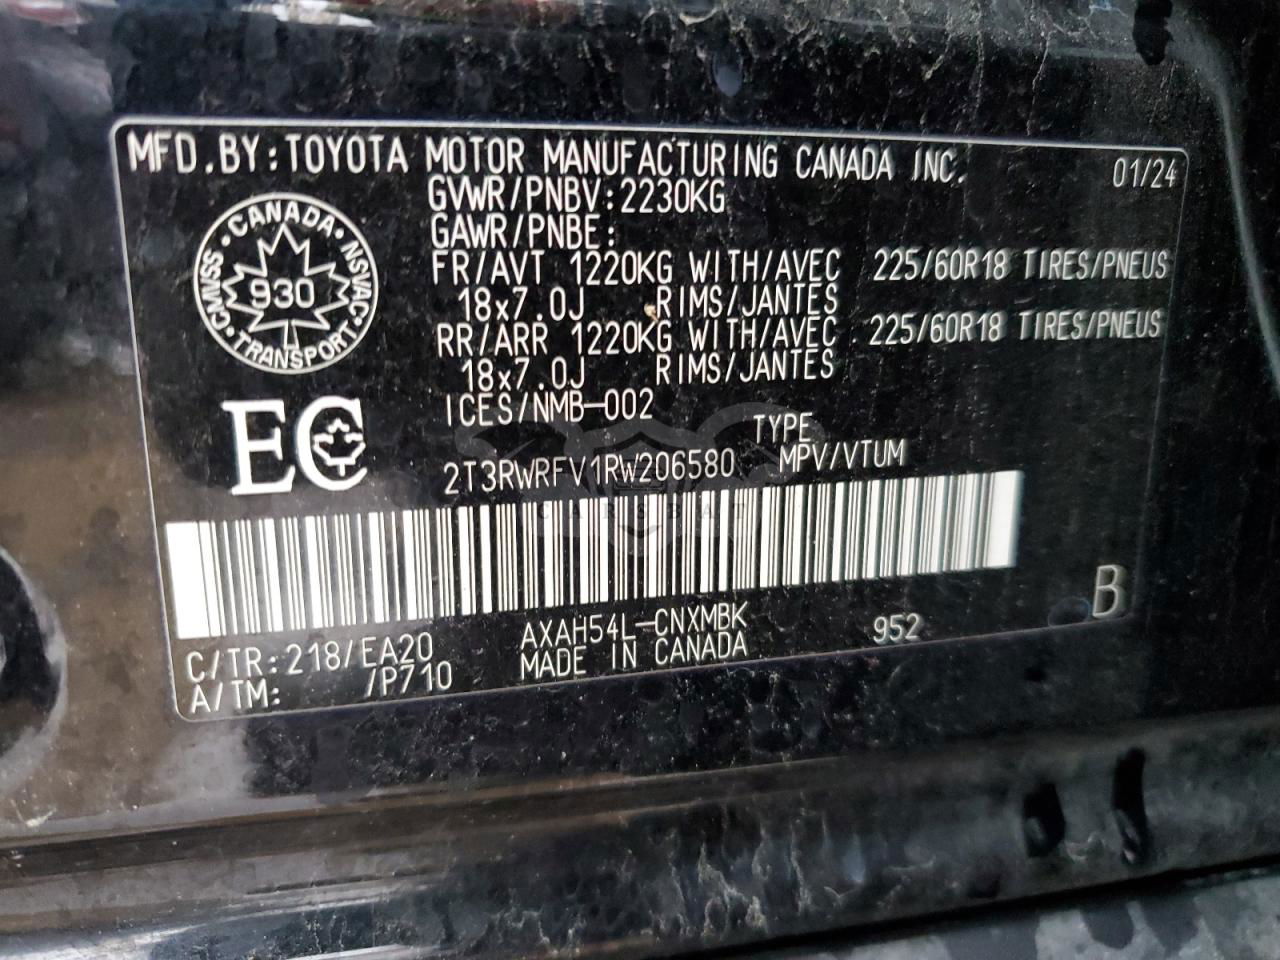 MFD.BY:TOYOTA MOTOR MANUFACTURING CANADA INC. 01/24
GVWR/PNBV:2230KG
GAWR/PNBE:
FR/AVT 1220KG WITH/AVEC 225/60R18 TIRES/PNEUS
18x7.0J RIMS/JANTES
RR/ARR 1220KG WITH/AVEC 225/60R18 TIRES/PNEUS
18x7.0J RIMS/JANTES
ICES/NMB-002
CANADA
CMVSS · NSVAC
930
TRANSPORT
EC
TYPE
2T3RWRFV1RW206580 MPV/VTUM
CARSBAT
C/TR:218/EA20 AXAH54L-CNXMBK 952 B
A/TM: /P710 MADE IN CANADA